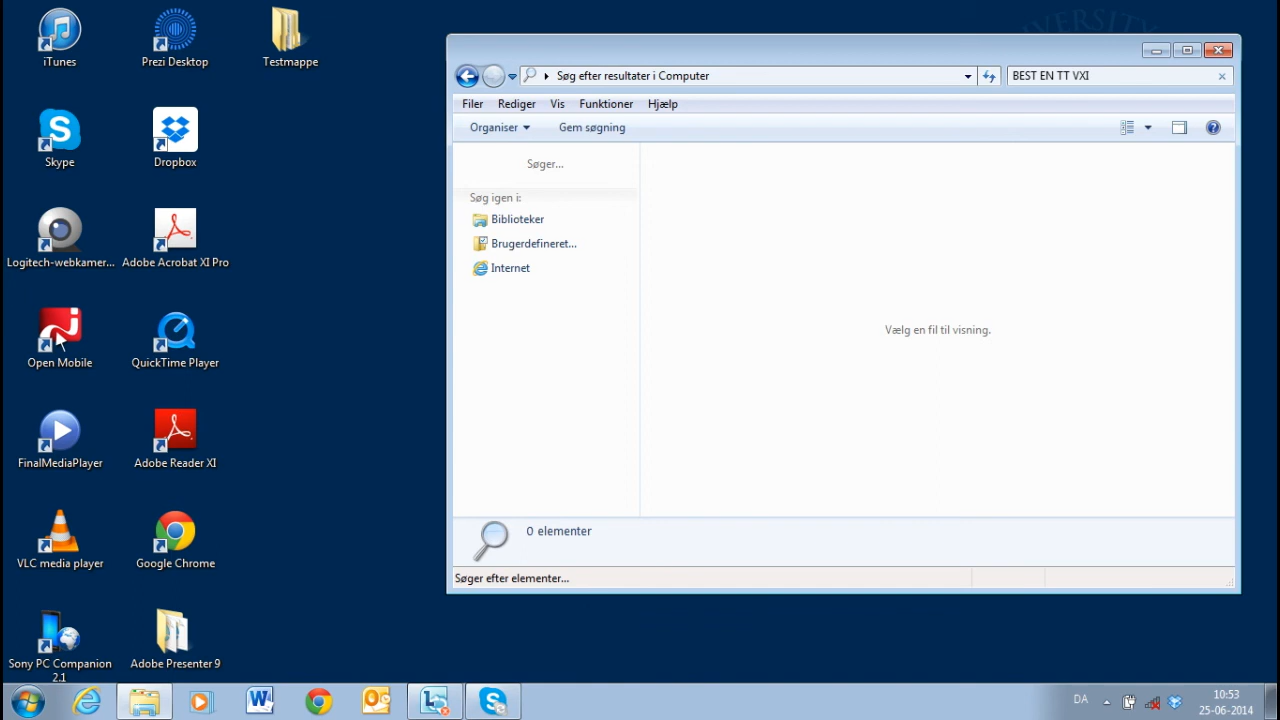 iTunes
Prezi Desktop
Testmappe
Skype
Dropbox
Logitech-webkamer...
Adobe Acrobat XI Pro
Open Mobile
QuickTime Player
FinalMediaPlayer
Adobe Reader XI
VLC media player
Google Chrome
Sony PC Companion
2.1
Adobe Presenter 9
VERSITY
Søg efter resultater i Computer
BEST EN TT VXI
Filer Rediger Vis Funktioner Hjælp
Organiser Gem søgning
Søger...
Søg igen i:
Biblioteker
Brugerdefineret...
Internet
Vælg en fil til visning.
0 elementer
Søger efter elementer...
DA
10:53
25-06-2014